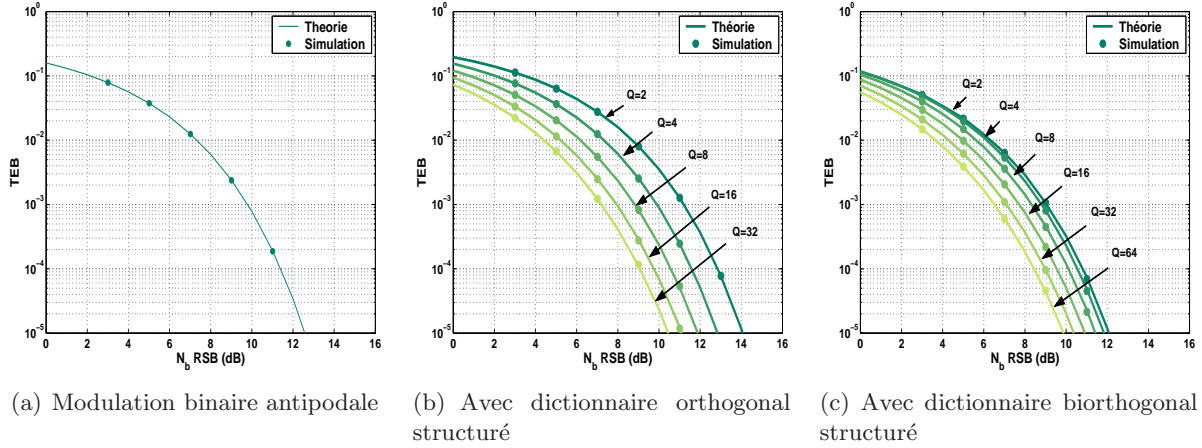 10^0
10^-1
10^-2
10^-3
10^-4
10^-5
TEB
0 2 4 6 8 10 12 14 16
N_b RSB (dB)
Theorie
Simulation
(a) Modulation binaire antipodale
10^0
10^-1
10^-2
10^-3
10^-4
10^-5
TEB
0 2 4 6 8 10 12 14 16
N_b RSB (dB)
Théorie
Simulation
Q=2
Q=4
Q=8
Q=16
Q=32
(b) Avec dictionnaire orthogonal
structuré
10^0
10^-1
10^-2
10^-3
10^-4
10^-5
TEB
0 2 4 6 8 10 12 14 16
N_b RSB (dB)
Théorie
Simulation
Q=2
Q=4
Q=8
Q=16
Q=32
Q=64
(c) Avec dictionnaire biorthogonal
structuré